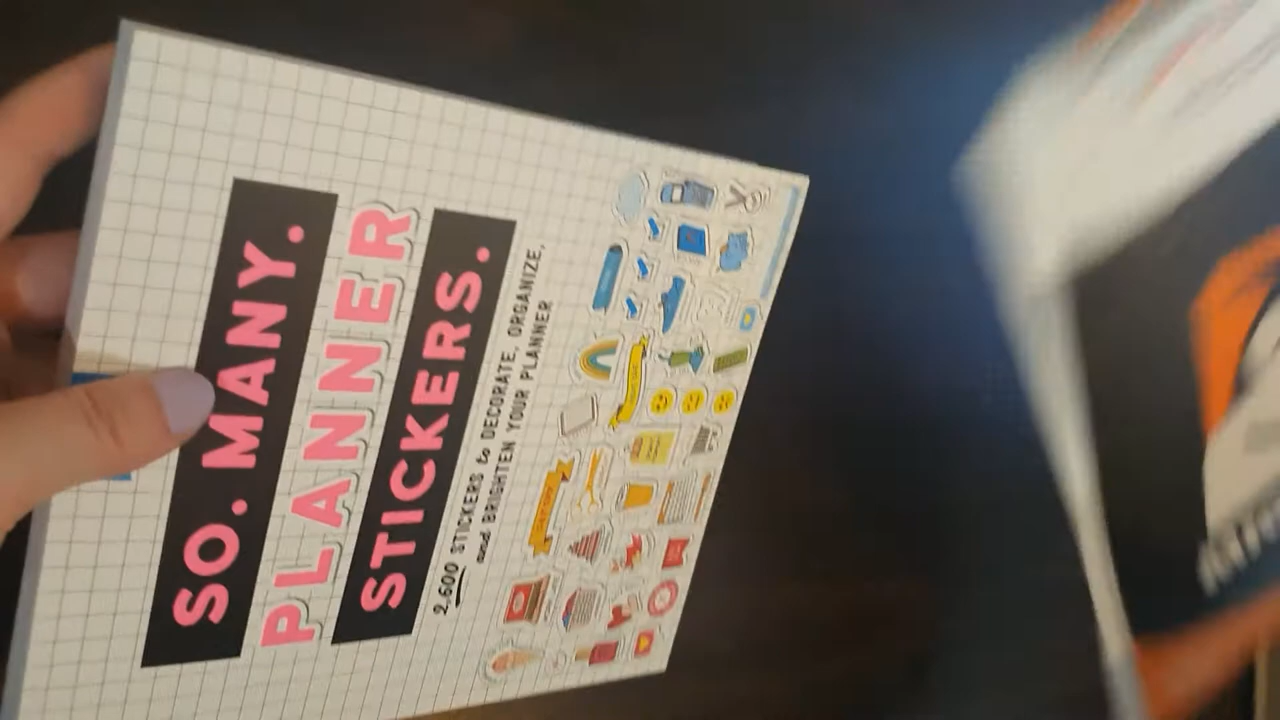 SO. MANY.
PLANNER
STICKERS.
2,600 STICKERS to DECORATE, ORGANIZE,
and BRIGHTEN YOUR PLANNER